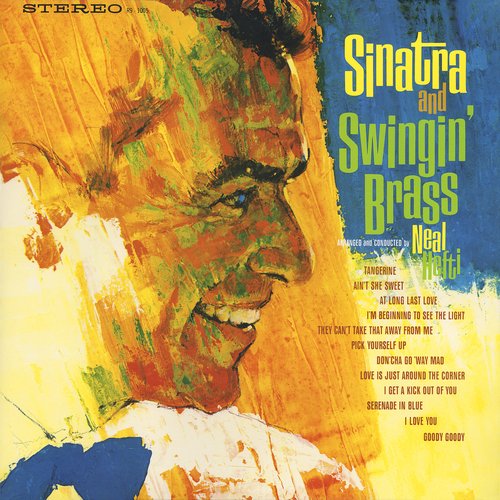 STEREO R9-1005
Sinatra
and
Swingin'
Brass
ARRANGED and CONDUCTED by Neal
Hefti
TANGERINE
AIN'T SHE SWEET
AT LONG LAST LOVE
I'M BEGINNING TO SEE THE LIGHT
THEY CAN'T TAKE THAT AWAY FROM ME
PICK YOURSELF UP
DON'CHA GO 'WAY MAD
LOVE IS JUST AROUND THE CORNER
I GET A KICK OUT OF YOU
SERENADE IN BLUE
I LOVE YOU
GOODY GOODY